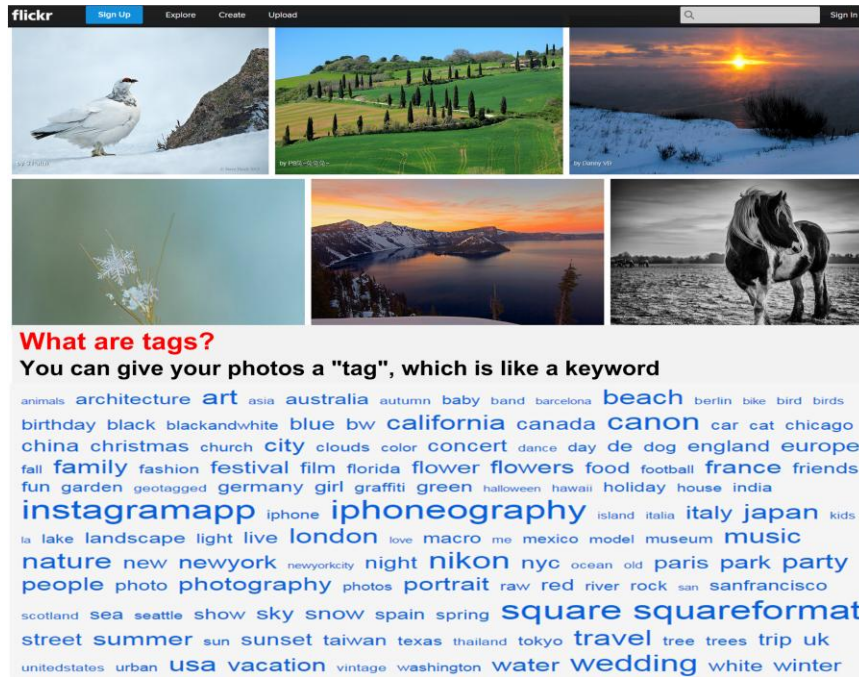 flickr Sign Up Explore Create Upload Sign In
by Danny Xin
What are tags?
You can give your photos a "tag", which is like a keyword
animals architecture art asia australia autumn baby band barcelona beach berlin bike bird birds
birthday black blackandwhite blue bw california canada canon car cat chicago
china christmas church city clouds color concert dance day de dog england europe
fall family fashion festival film florida flower flowers food football france friends
fun garden geotagged germany girl graffiti green halloween hawaii holiday house india
instagramapp iphone iphoneography island italia italy japan kids
la lake landscape light live london love macro me mexico model museum music
nature new newyork newyorkcity night nikon nyc ocean old paris park party
people photo photography photos portrait raw red river rock san sanfrancisco
scotland sea seattle show sky snow spain spring square squareformat
street summer sun sunset taiwan texas thailand tokyo travel tree trees trip uk
unitedstates urban usa vacation vintage washington water wedding white winter